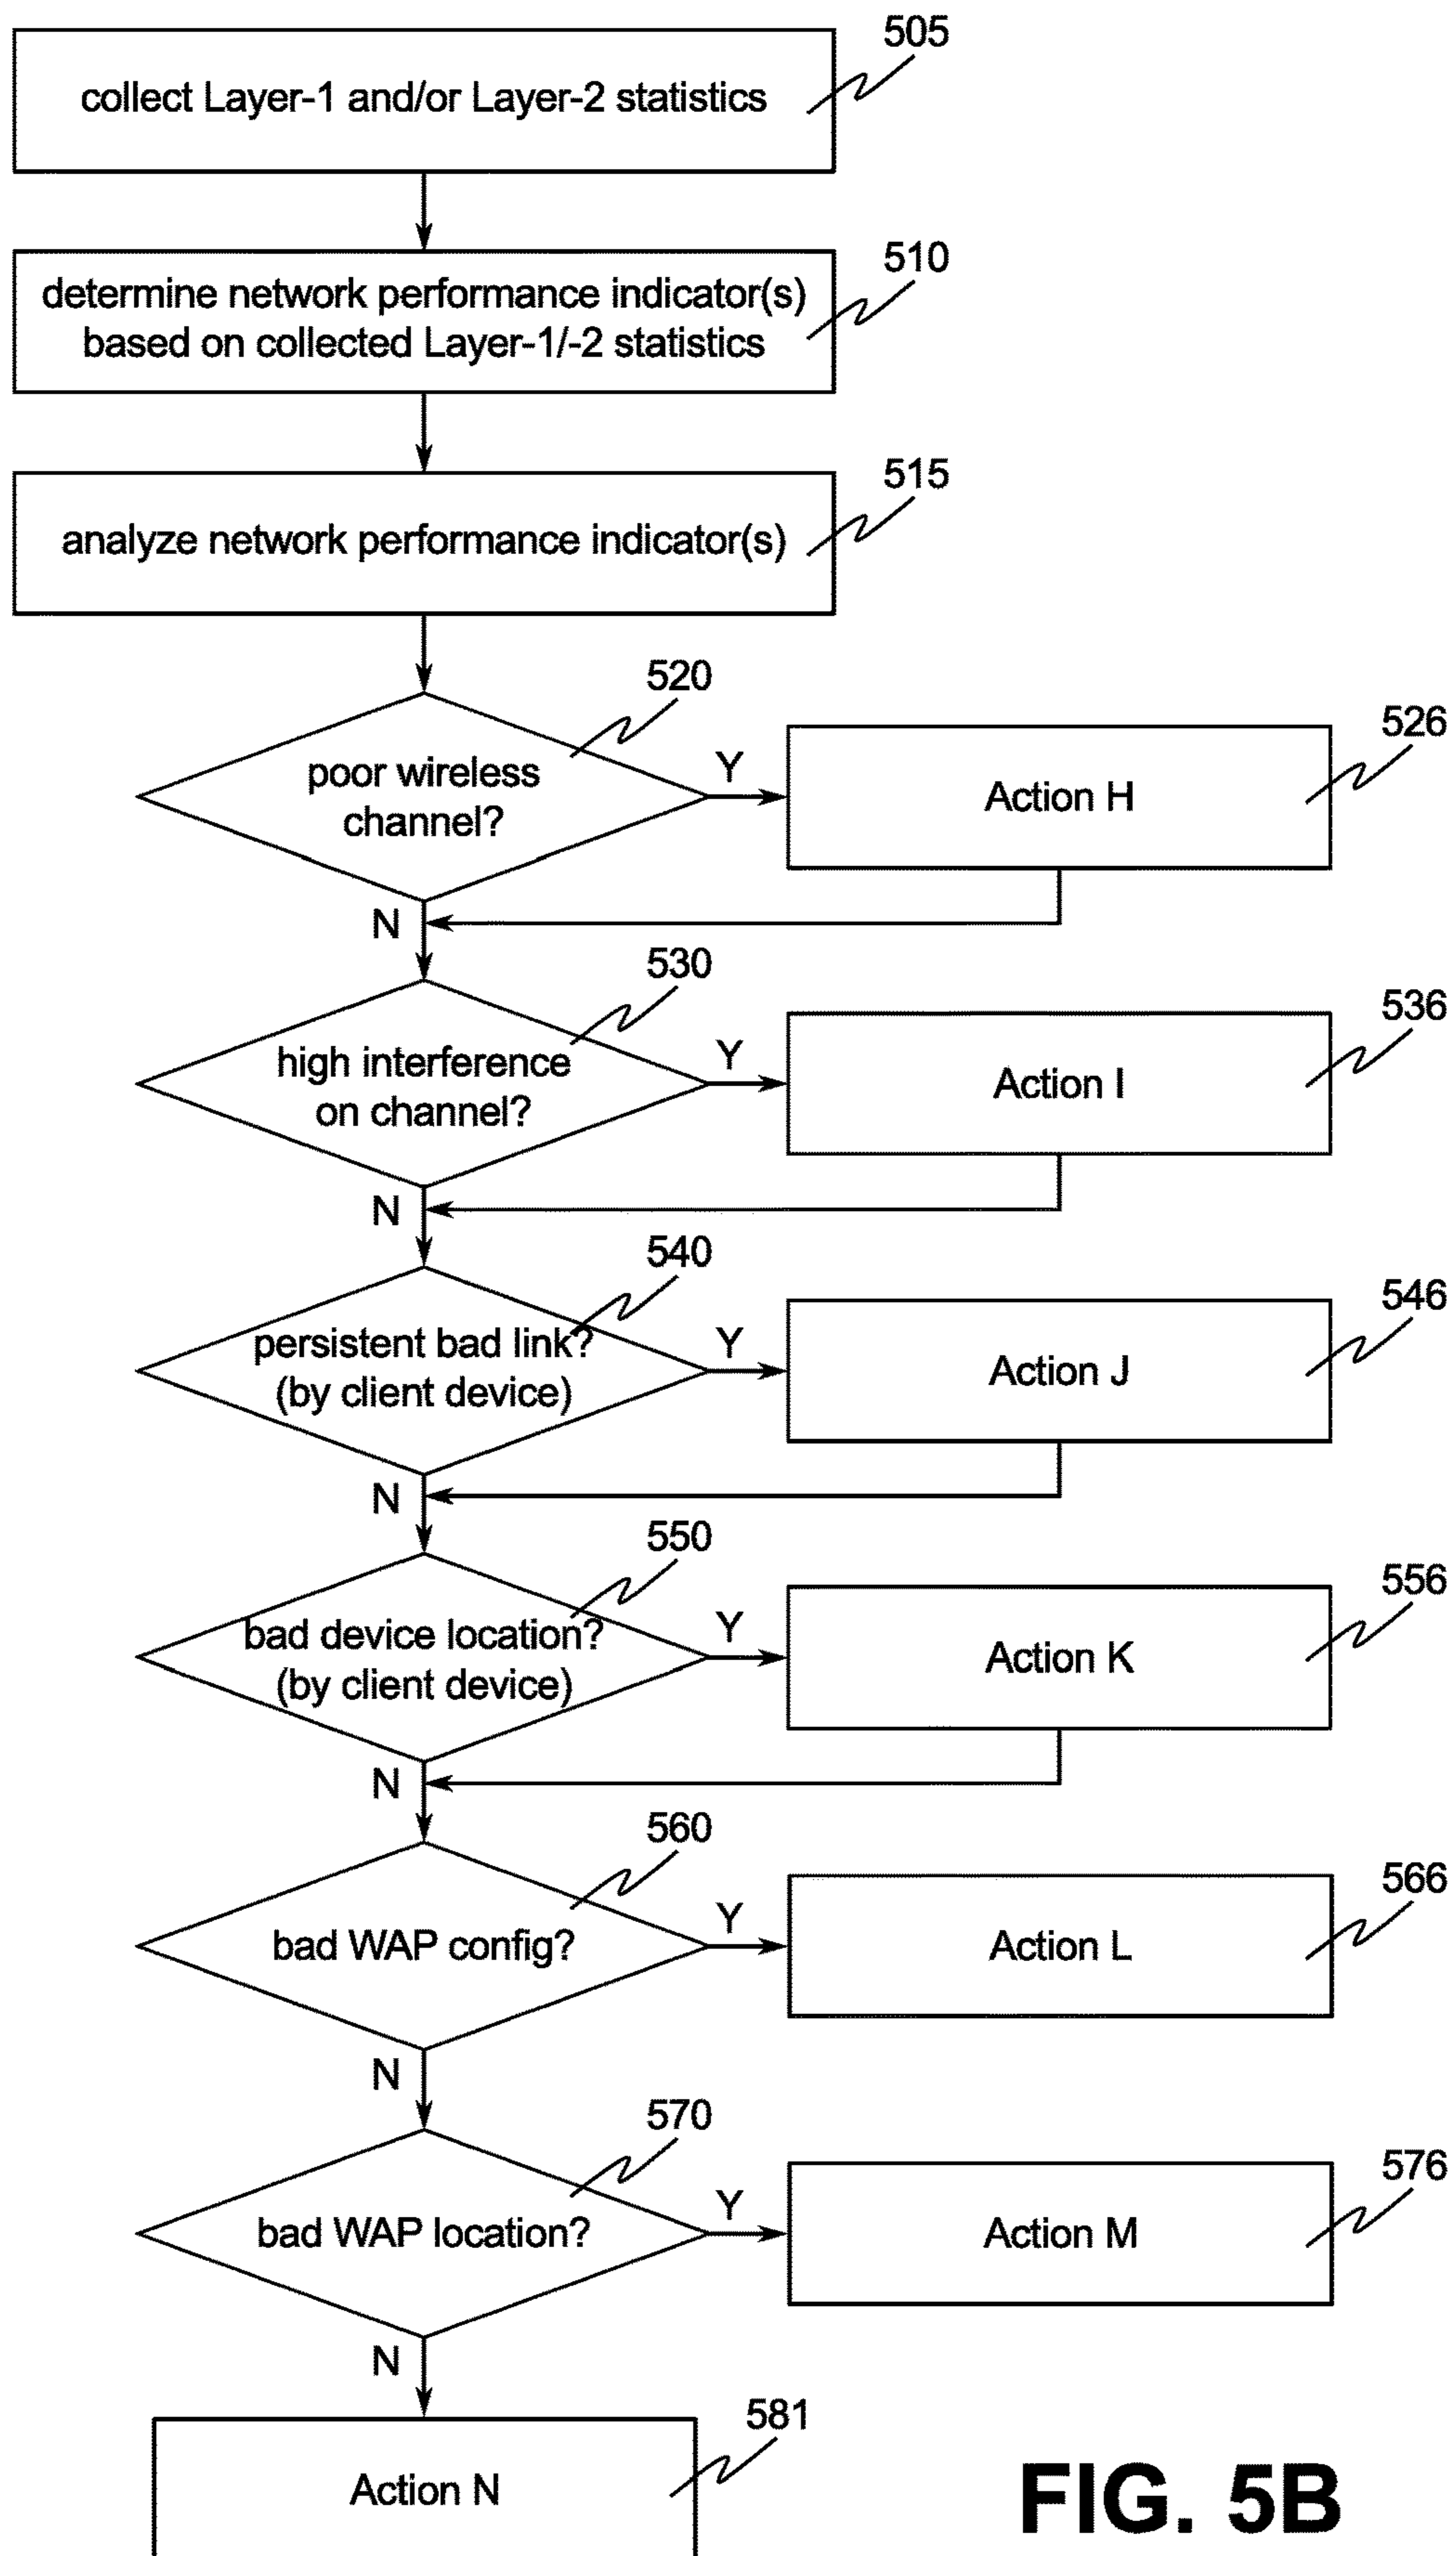 505
collect Layer-1 and/or Layer-2 statistics
510
determine network performance indicator(s)
based on collected Layer-1/-2 statistics
515
analyze network performance indicator(s)
520
poor wireless
channel?
Y
526
Action H
N
530
high interference
on channel?
Y
536
Action I
N
540
persistent bad link?
(by client device)
Y
546
Action J
N
550
bad device location?
(by client device)
Y
556
Action K
N
560
bad WAP config?
Y
566
Action L
N
570
bad WAP location?
Y
576
Action M
N
581
Action N
FIG. 5B